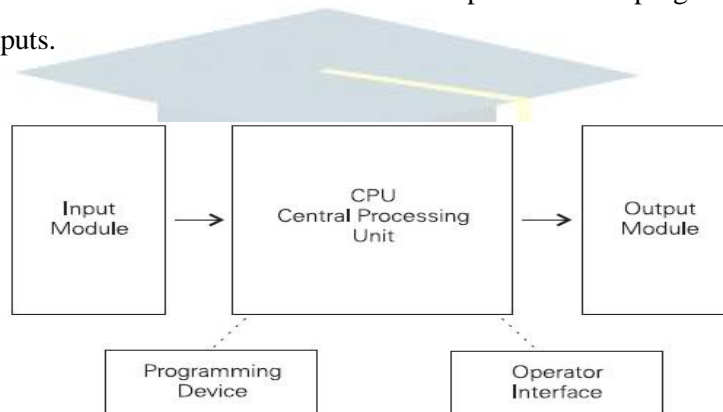 puts.
Input
Module
CPU
Central Processing
Unit
Output
Module
Programming
Device
Operator
Interface